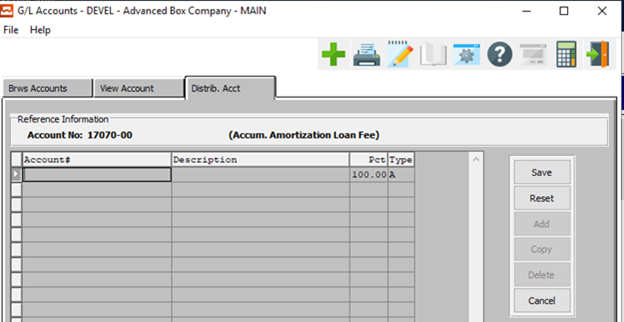 G/L Accounts - DEVEL - Advanced Box Company - MAIN
File Help
Brws Accounts View Account Distrib. Acct
Reference Information
Account No: 17070-00 (Accum. Amortization Loan Fee)
Account# Description Pct Type
100.00 A
Save
Reset
Add
Copy
Delete
Cancel